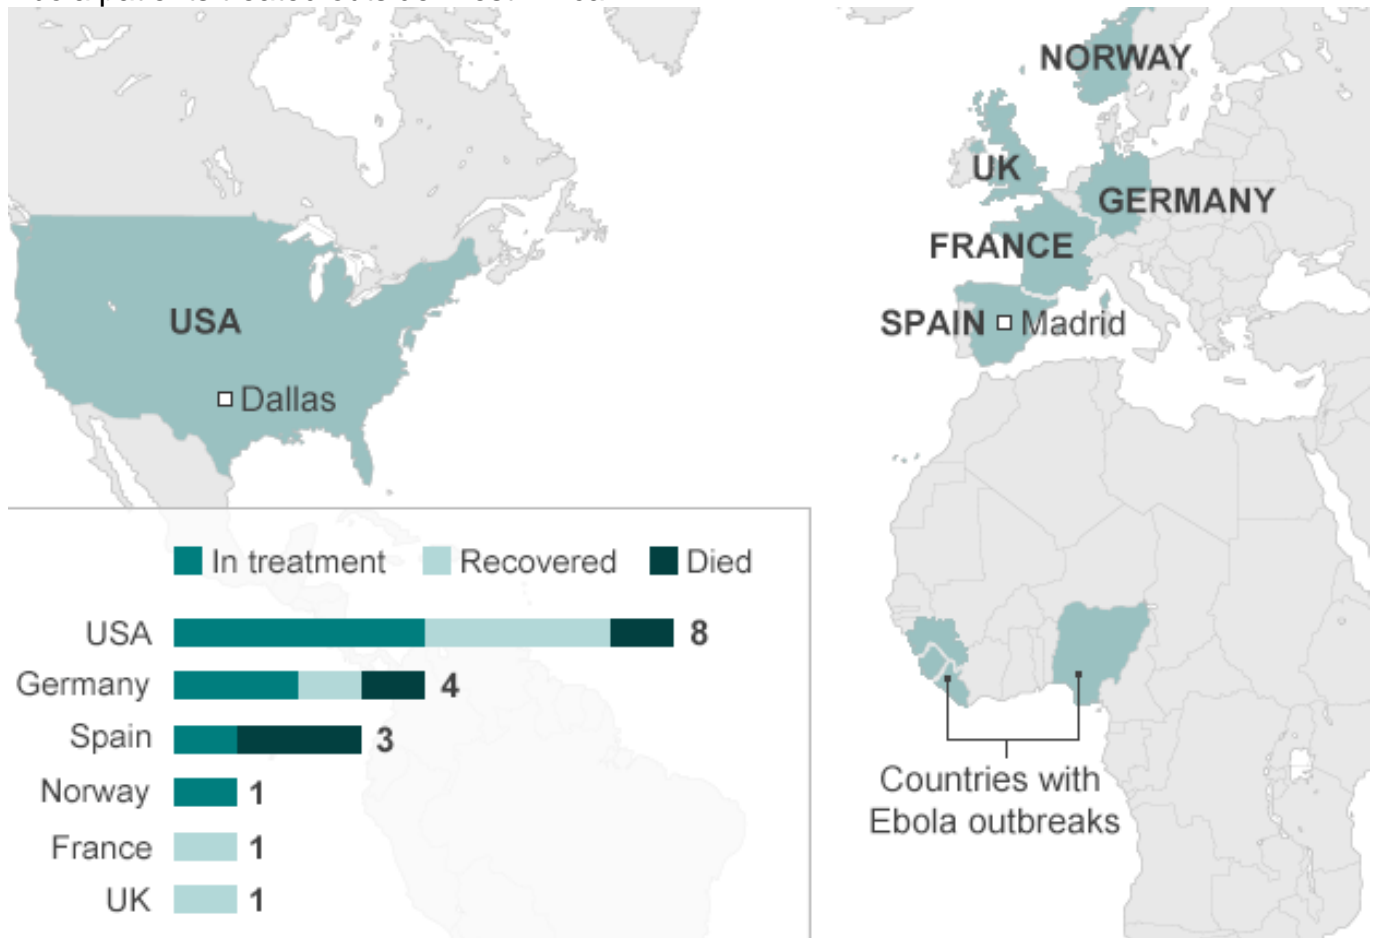 NORWAY
UK
GERMANY
FRANCE
SPAIN Madrid
USA
Dallas
In treatment Recovered Died
USA 8
Germany 4
Spain 3
Norway 1
France 1
UK 1
Countries with
Ebola outbreaks